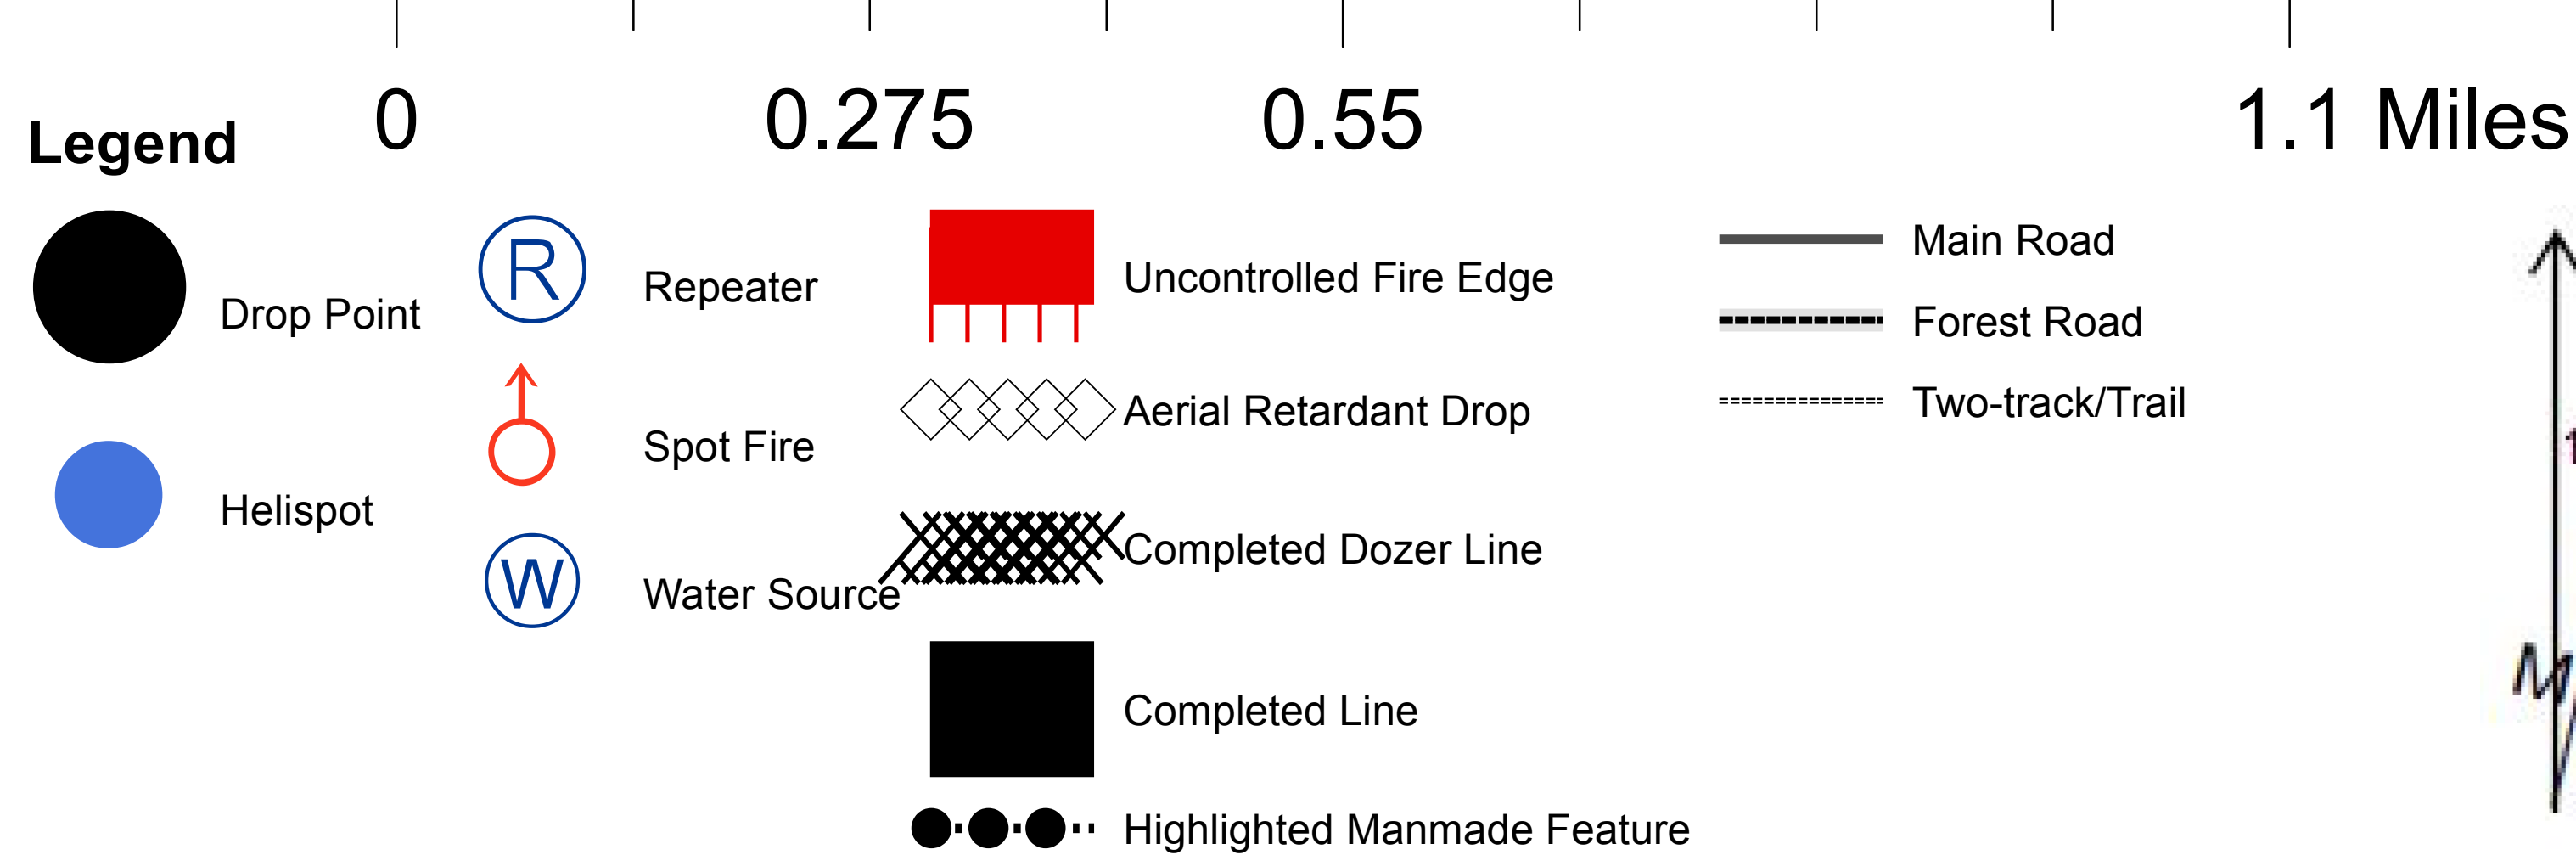 0 0.275 0.55 1.1 Miles
Legend
Drop Point
Helispot
R Repeater
Spot Fire
W Water Source
Uncontrolled Fire Edge
Aerial Retardant Drop
Completed Dozer Line
Completed Line
Highlighted Manmade Feature
Main Road
Forest Road
Two-track/Trail